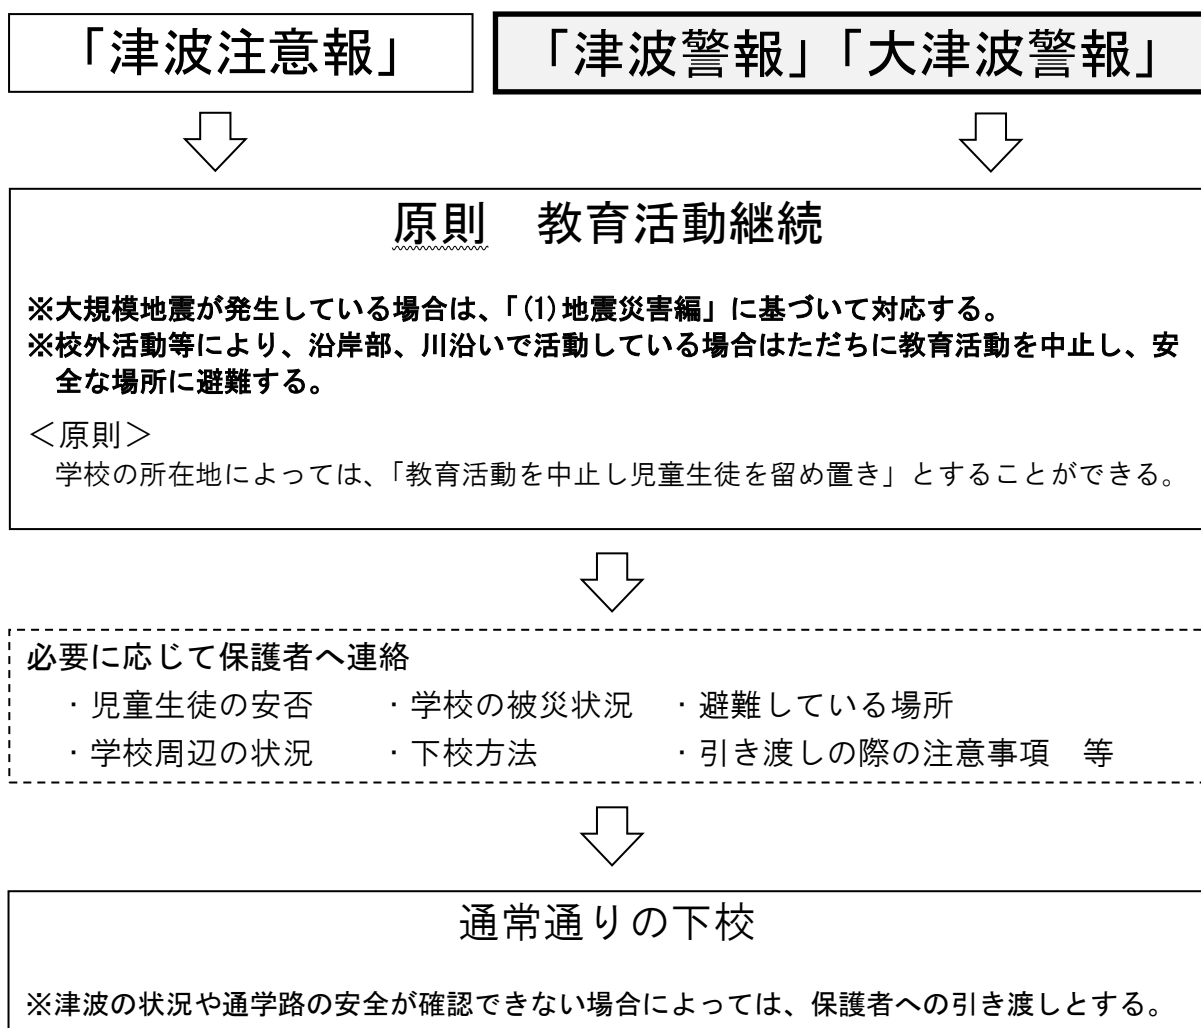 「津波注意報」
「津波警報」「大津波警報」
原則　教育活動継続
※大規模地震が発生している場合は、「(1)地震災害編」に基づいて対応する。
※校外活動等により、沿岸部、川沿いで活動している場合はただちに教育活動を中止し、安
全な場所に避難する。
＜原則＞
学校の所在地によっては、「教育活動を中止し児童生徒を留め置き」とすることができる。
必要に応じて保護者へ連絡
・児童生徒の安否　・学校の被災状況　・避難している場所
・学校周辺の状況　・下校方法　・引き渡しの際の注意事項　等
通常通りの下校
※津波の状況や通学路の安全が確認できない場合によっては、保護者への引き渡しとする。